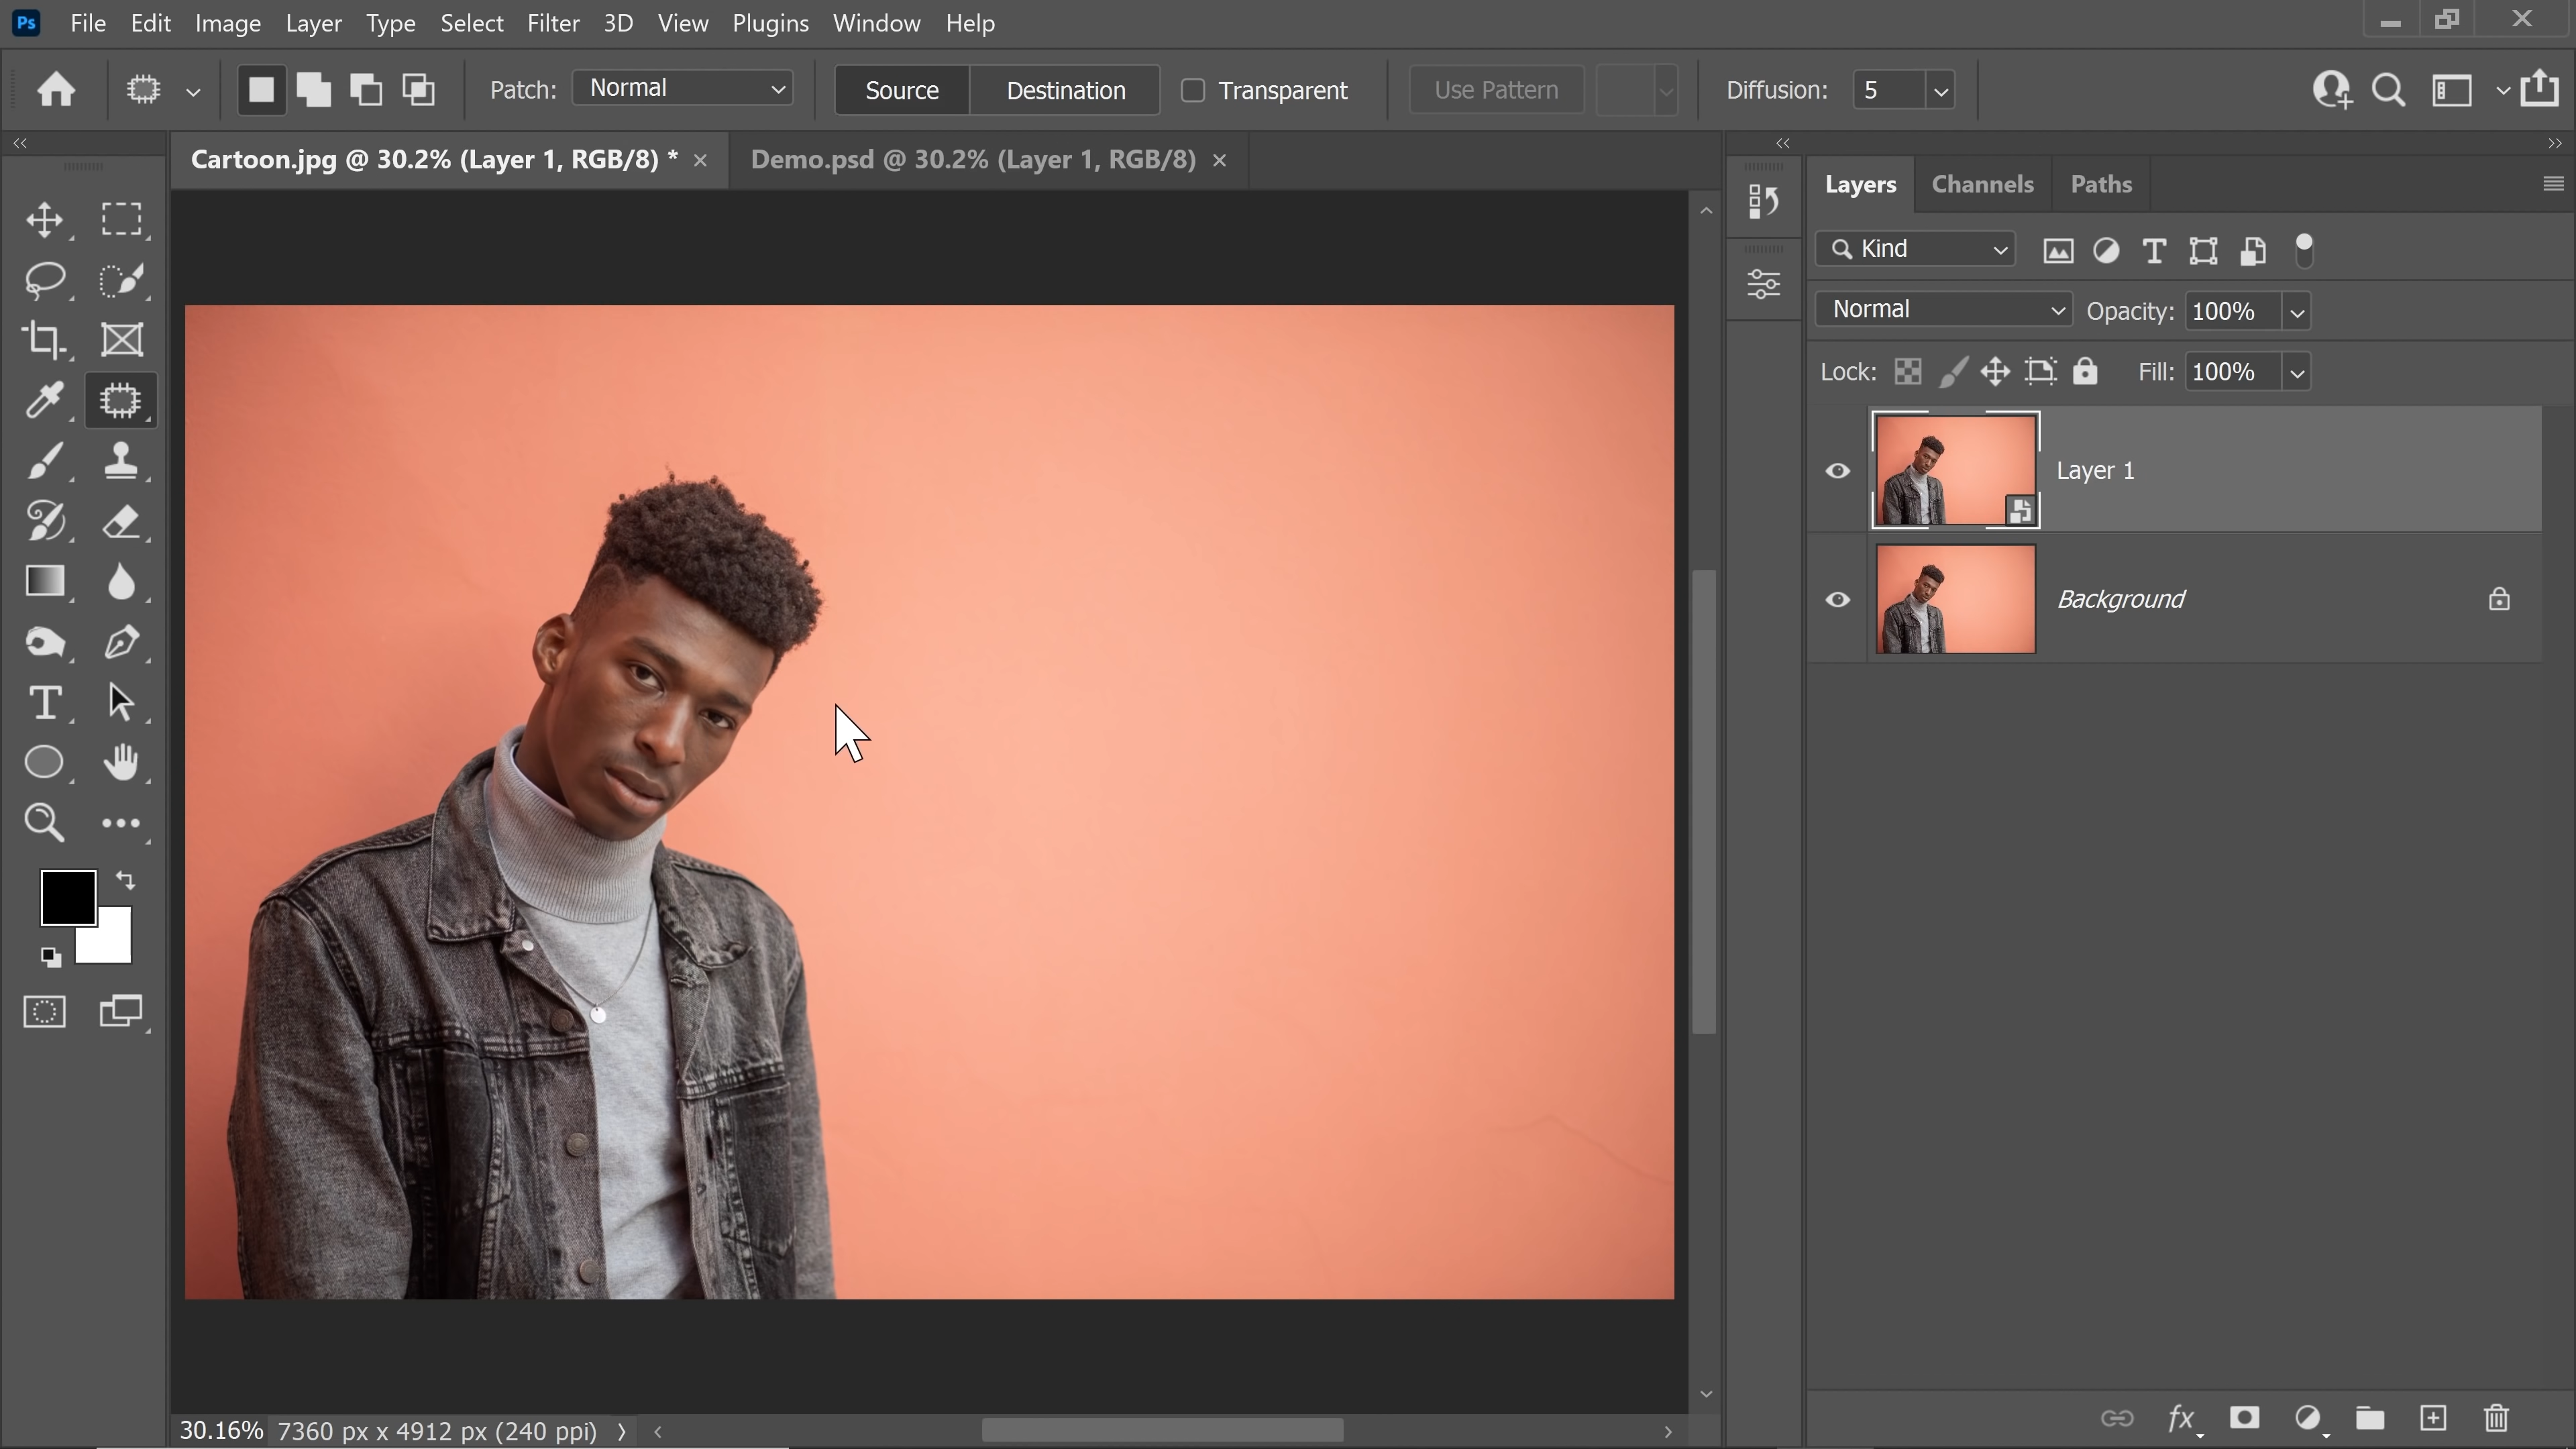 Ps File Edit Image Layer Type Select Filter 3D View Plugins Window Help
Patch: Normal Source Destination Transparent Use Pattern Diffusion: 5
Cartoon.jpg @ 30.2% (Layer 1, RGB/8) * × Demo.psd @ 30.2% (Layer 1, RGB/8) ×
Layers Channels Paths
Kind
Normal Opacity: 100%
Lock: Fill: 100%
Layer 1
Background
30.16% 7360 px x 4912 px (240 ppi)
fx